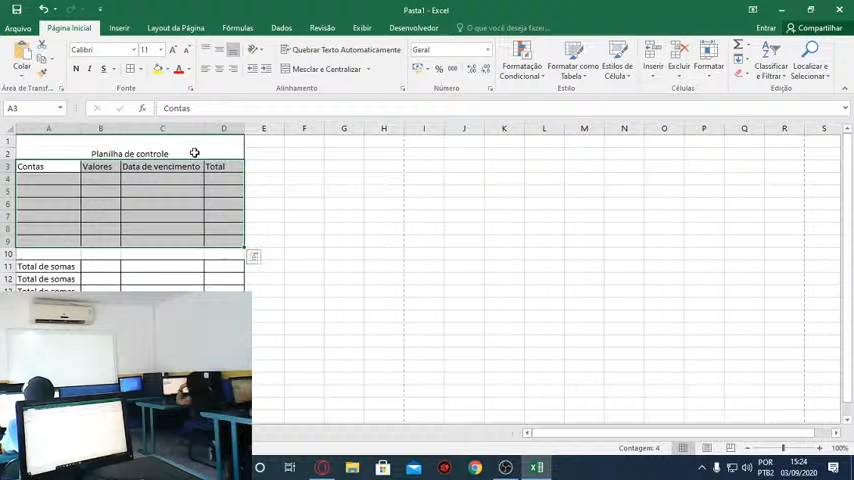 Pasta1 - Excel
Entrar
Compartilhar
Arquivo
Página Inicial
Inserir
Layout da Página
Fórmulas
Dados
Revisão
Exibir
Desenvolvedor
O que você deseja fazer...
Colar
Calibri
11
N
I
S
Quebrar Texto Automaticamente
Mesclar e Centralizar
Geral
%
000
Formatação Condicional
Formatar como Tabela
Estilos de Célula
Inserir
Excluir
Formatar
Classificar e Filtrar
Localizar e Selecionar
Área de Transf...
Fonte
Alinhamento
Número
Estilo
Células
Edição
A3
fx
Contas
A B C D E F G H I J K L M N O P Q R S
1
2 Planilha de controle
3 Contas Valores Data de vencimento Total
4
5
6
7
8
9
10
11 Total de somas
12 Total de somas
Total de somas
Contagem: 4
100%
POR
PTB2
15:24
03/09/2020